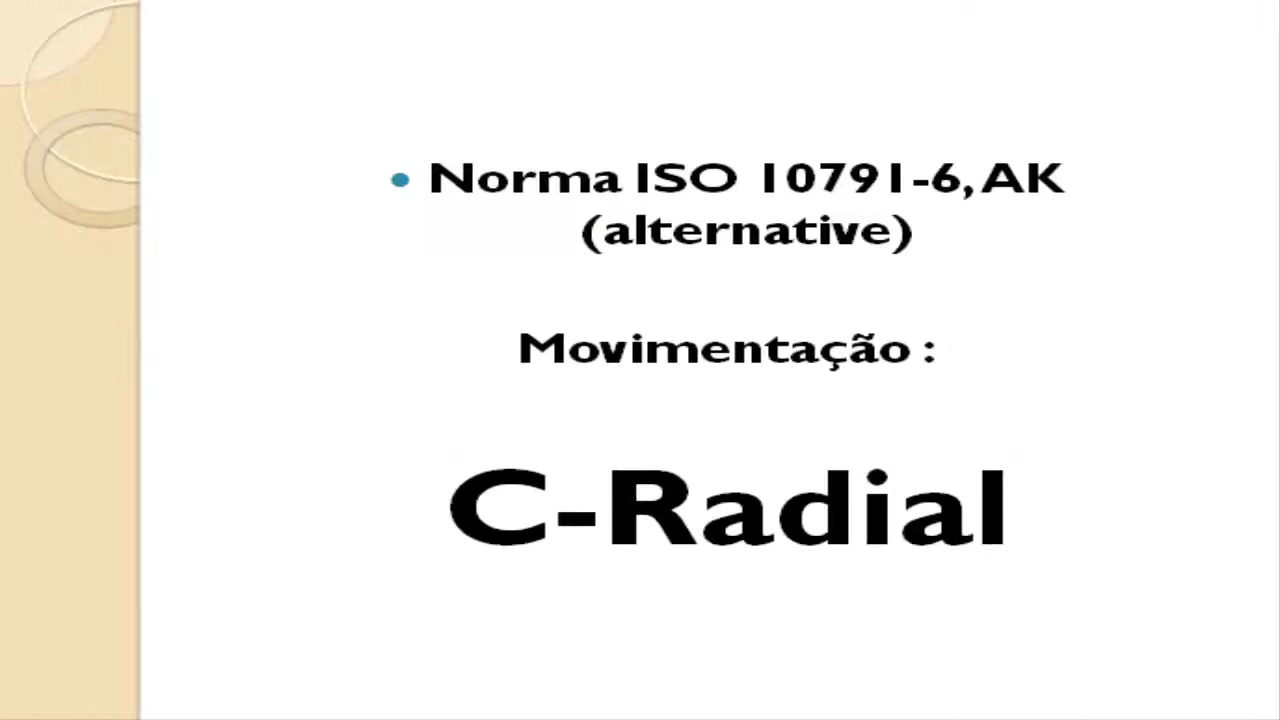 • Norma ISO 10791-6, AK
(alternative)
Movimentação :
C-Radial